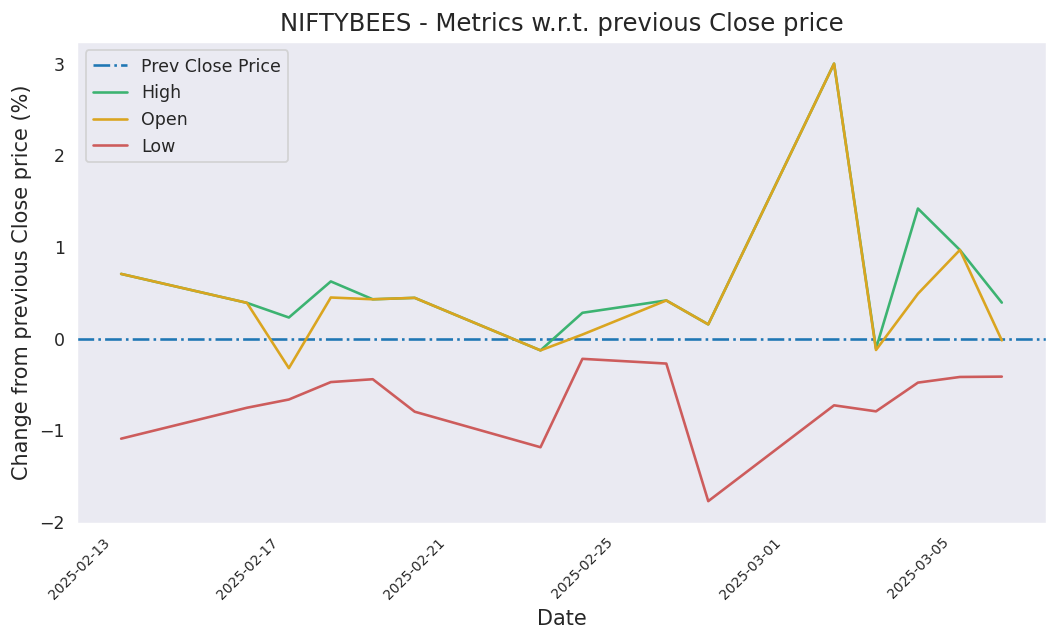 NIFTYBEES - Metrics w.r.t. previous Close price
Change from previous Close price (%)
Prev Close Price
High
Open
Low
3
2
1
0
−1
−2
2025-02-13
2025-02-17
2025-02-21
2025-02-25
2025-03-01
2025-03-05
Date